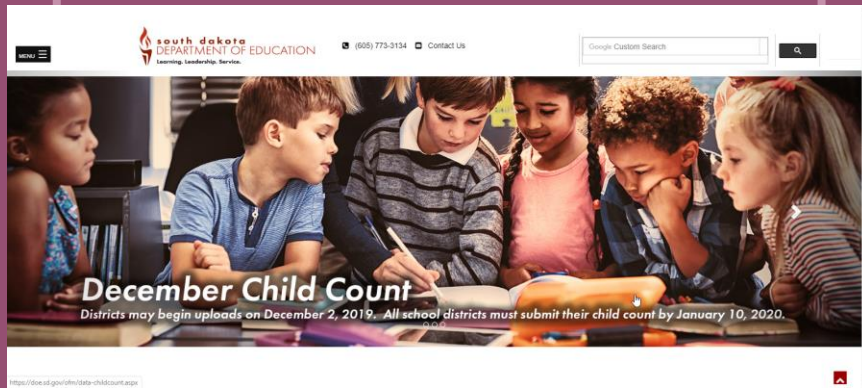 MENU
south dakota
DEPARTMENT OF EDUCATION
Learning. Leadership. Service.
(605) 773-3134 Contact Us
Google Custom Search
December Child Count
Districts may begin uploads on December 2, 2019. All school districts must submit their child count by January 10, 2020.
https://doe.sd.gov/ofm/data-childcount.aspx